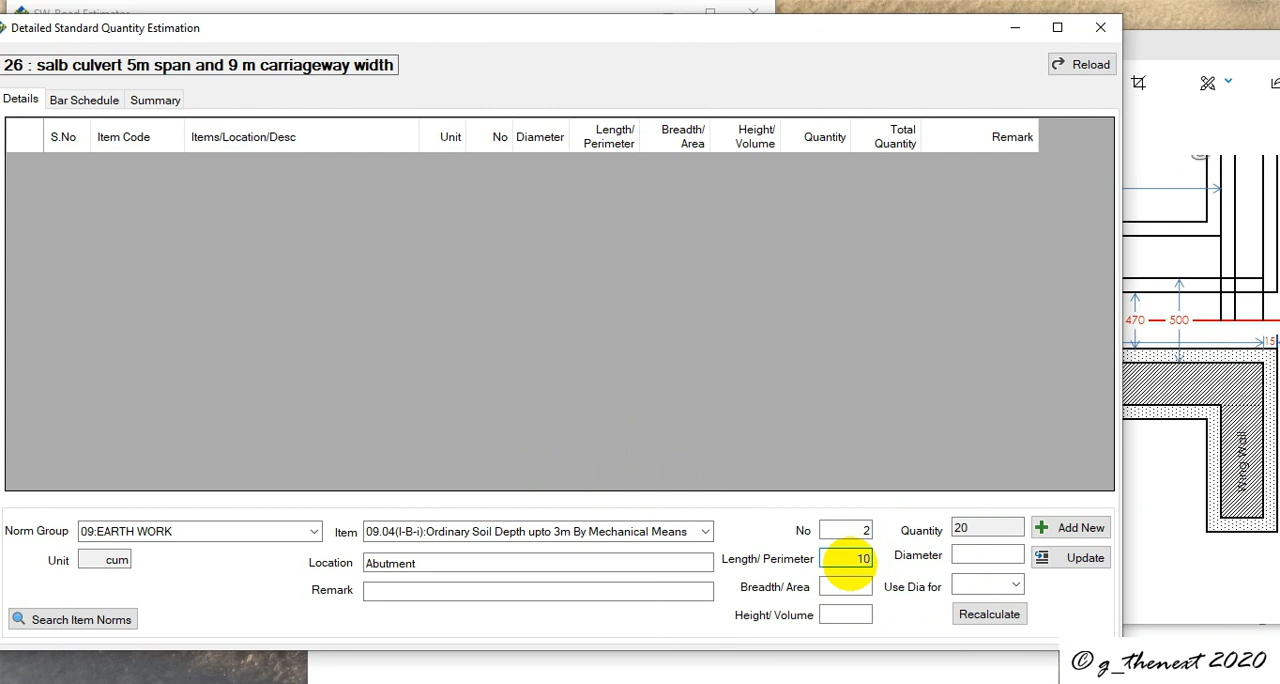 SW- Road Estimator
Detailed Standard Quantity Estimation
26 : salb culvert 5m span and 9 m carriageway width
Reload
Details
Bar Schedule
Summary
S.No
Item Code
Items/Location/Desc
Unit
No
Diameter
Length/
Perimeter
Breadth/
Area
Height/
Volume
Quantity
Total
Quantity
Remark
470
500
15
Wing Wall
Norm Group
09:EARTH WORK
Item
09.04(I-B-i):Ordinary Soil Depth upto 3m By Mechanical Means
No
2
Quantity
20
Add New
Unit
cum
Location
Abutment
Length/ Perimeter
10
Diameter
Update
Remark
Breadth/ Area
Use Dia for
Search Item Norms
Height/ Volume
Recalculate
© g_thenext 2020